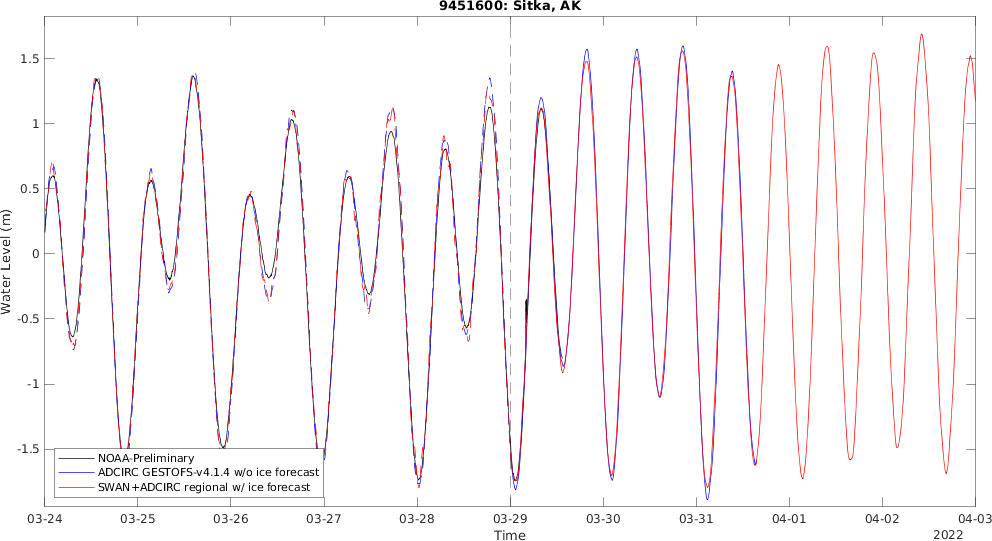 9451600: Sitka, AK
Water Level (m)
1.5
1
0.5
0
-0.5
-1
-1.5
NOAA-Preliminary
ADCIRC GESTOFS-v4.1.4 w/o ice forecast
SWAN+ADCIRC regional w/ ice forecast
03-24 03-25 03-26 03-27 03-28 03-29 03-30 03-31 04-01 04-02 04-03
Time
2022